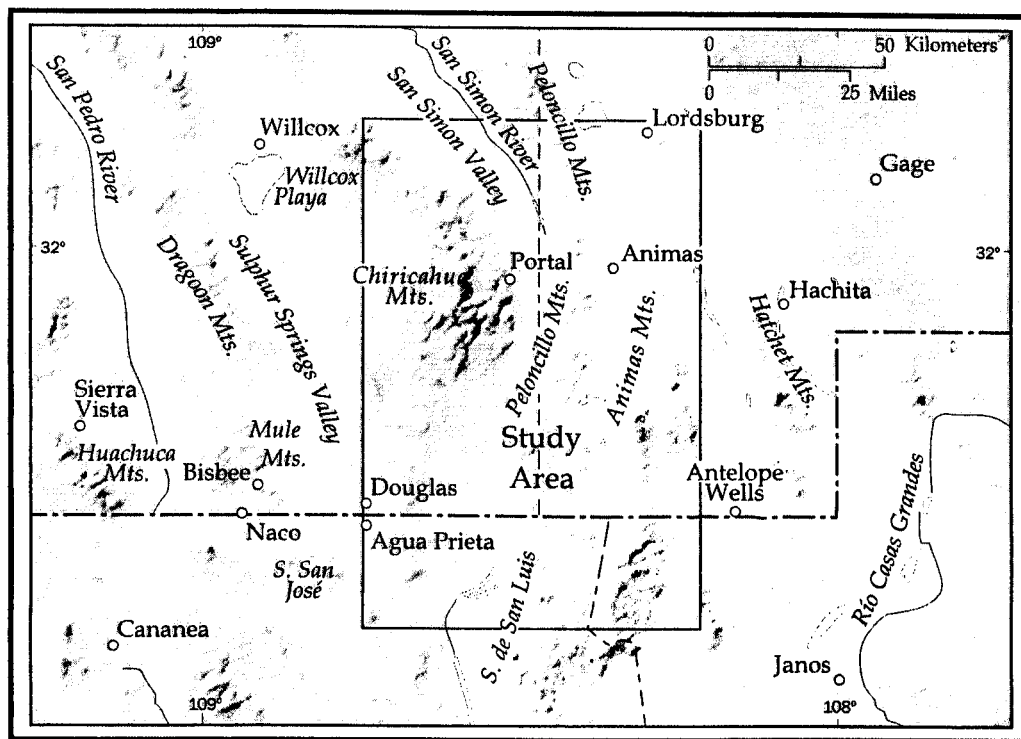 109°
0
50 Kilometers
0
25 Miles
San Pedro River
Willcox
Willcox
Playa
San Simon River
San Simon Valley
Peloncillo Mts.
Lordsburg
Gage
32°
32°
Dragoon Mts.
Sulphur Springs Valley
Chiricahua
Mts.
Portal
Animas
Peloncillo Mts.
Animas Mts.
Hachita
Hatchet Mts.
Sierra
Vista
Huachuca
Mts.
Mule
Mts.
Bisbee
Study
Area
Douglas
Antelope
Wells
Naco
Agua Prieta
S. San
José
S. de San Luis
Río Casas Grandes
Cananea
Janos
109°
108°